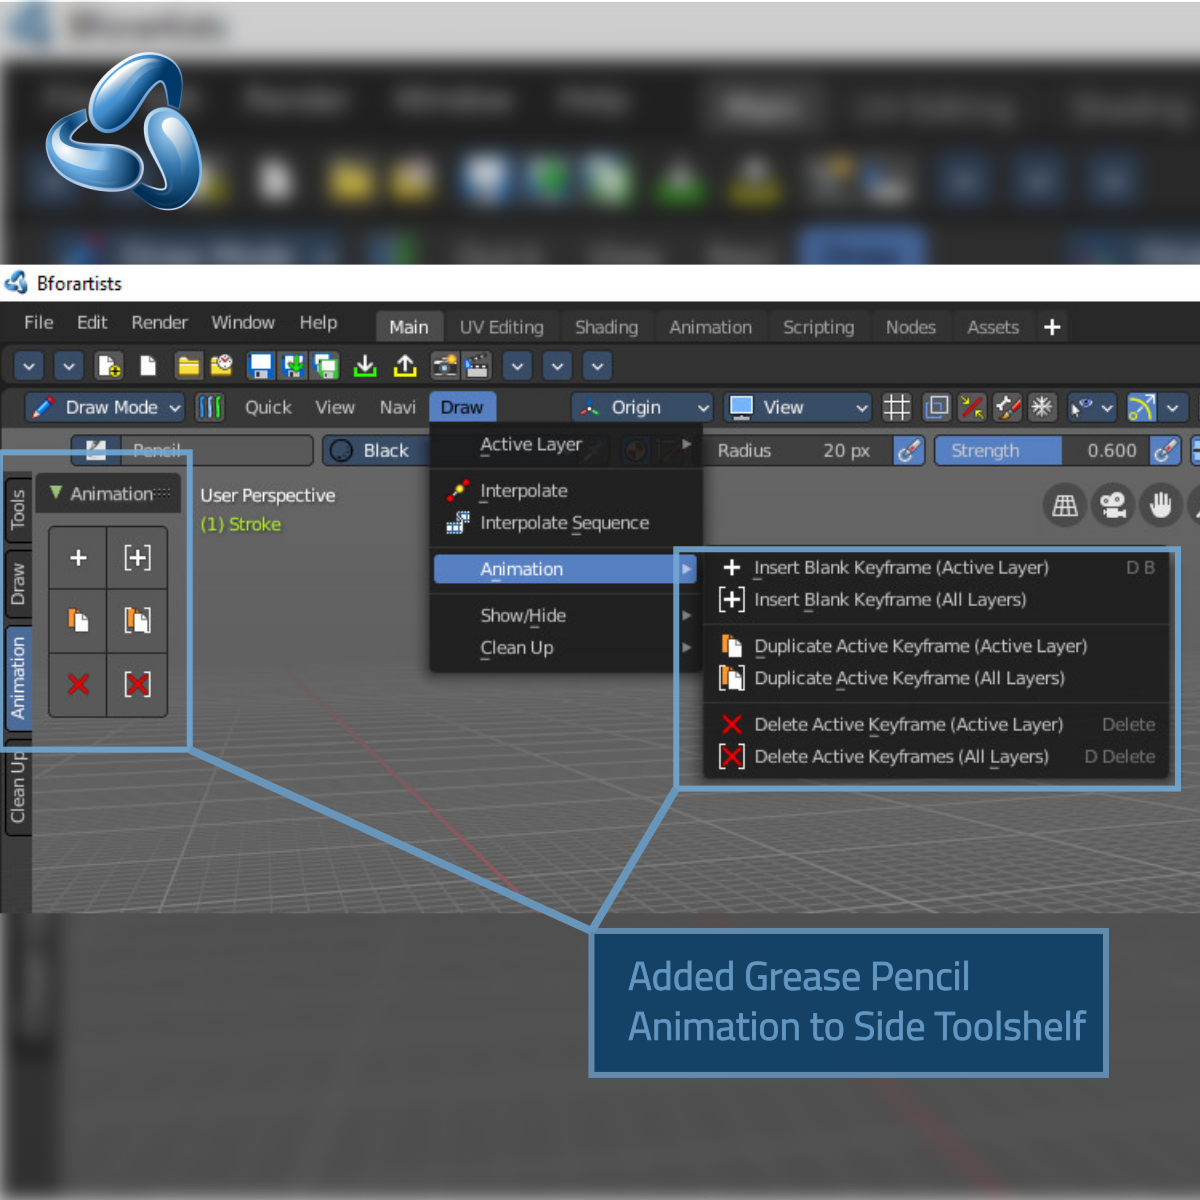 Bforartists
File Edit Render Window Help Main UV Editing Shading Animation Scripting Nodes Assets
Draw Mode Quick View Navi Draw Origin View
Pencil Black Radius 20 px Strength 0.600
Active Layer
Interpolate
Interpolate Sequence
Animation
Show/Hide
Clean Up
Insert Blank Keyframe (Active Layer) D B
Insert Blank Keyframe (All Layers)
Duplicate Active Keyframe (Active Layer)
Duplicate Active Keyframe (All Layers)
Delete Active Keyframe (Active Layer) Delete
Delete Active Keyframes (All Layers) D Delete
Tools
Draw
Animation
Clean Up
Animation
User Perspective
(1) Stroke
Added Grease Pencil
Animation to Side Toolshelf